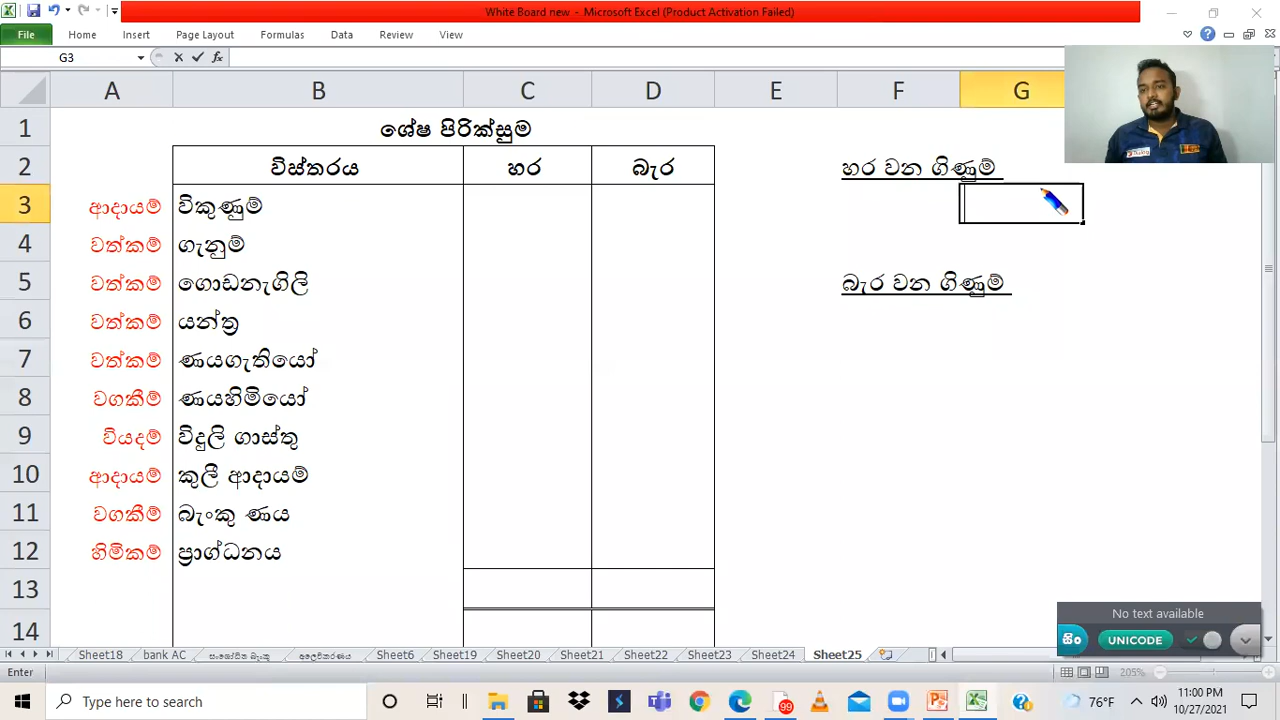 White Board new - Microsoft Excel (Product Activation Failed)
File Home Insert Page Layout Formulas Data Review View
G3 fx
A B C D E F G
1 ශේෂ පිරික්සුම
2 විස්තරය හර බැර හර වන ගිණුම්
3 ආදායම් විකුණුම්
4 වත්කම් ගැනුම්
5 වත්කම් ගොඩනැගිලි බැර වන ගිණුම්
6 වත්කම් යන්ත්‍ර
7 වත්කම් ණයගැතියෝ
8 වගකීම් ණයහිමියෝ
9 වියදම් විදුලි ගාස්තු
10 ආදායම් කුලී ආදායම්
11 වගකීම් බැංකු ණය
12 හිමිකම් ප්‍රාග්ධනය
13
14
No text available
සිං UNICODE
Sheet18 bank AC සංශෝධිත බැංකු Sheet6 Sheet19 Sheet20 Sheet21 Sheet22 Sheet23 Sheet24 Sheet25
Enter 205%
Type here to search 99 76°F 11:00 PM
10/27/2021